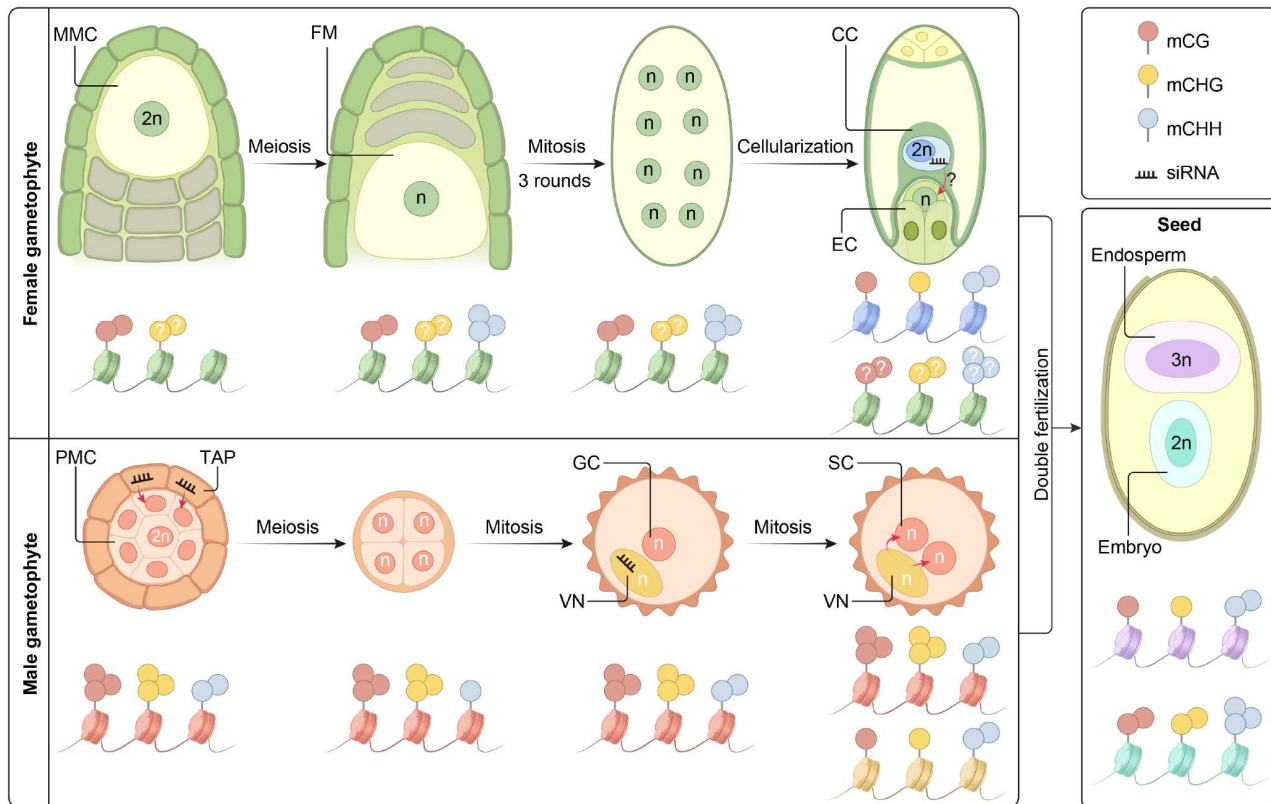 Female gametophyte
MMC
2n
Meiosis
FM
n
Mitosis
3 rounds
n n
n n
n n
n n
Cellularization
CC
2n
?
n
EC
? ?
? ?
? ?
? ? ? ? ? ? ?
Male gametophyte
PMC
TAP
2n
Meiosis
n n
n n
Mitosis
GC
n
n
VN
Mitosis
SC
n
n
n
VN
Double fertilization
mCG
mCHG
mCHH
siRNA
Seed
Endosperm
3n
2n
Embryo